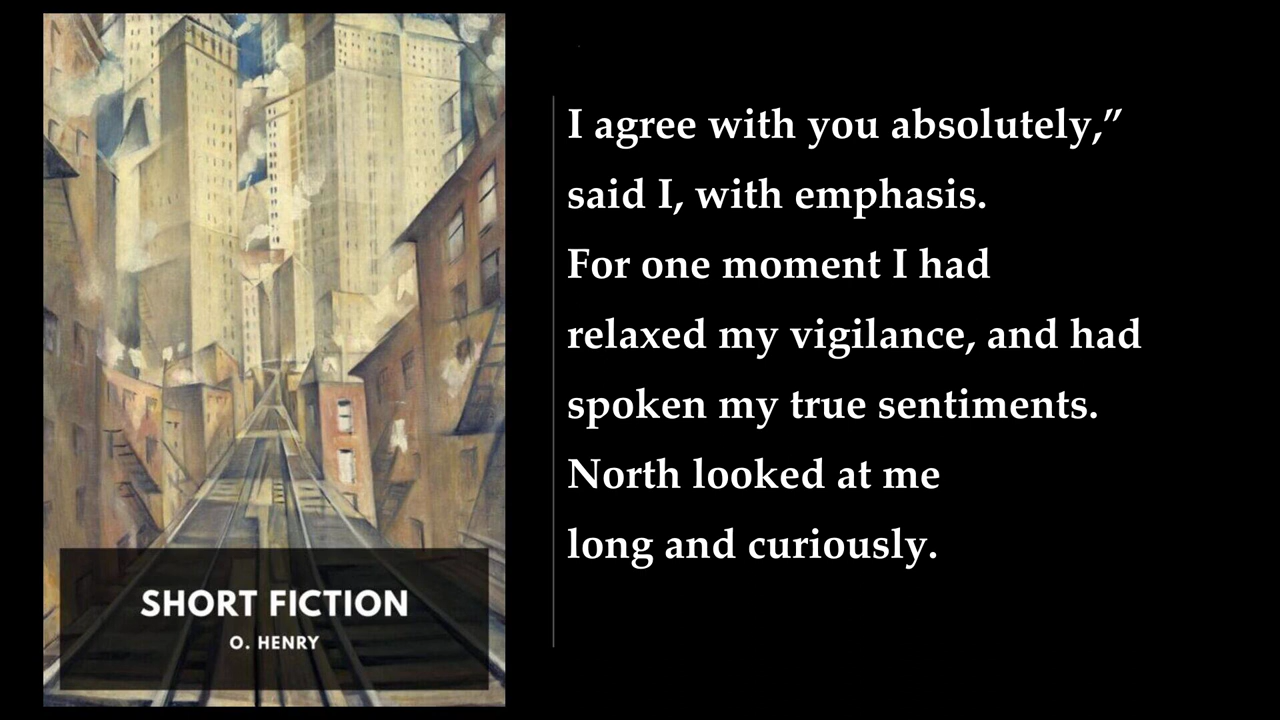 SHORT FICTION
O. HENRY
I agree with you absolutely,”
said I, with emphasis.
For one moment I had
relaxed my vigilance, and had
spoken my true sentiments.
North looked at me
long and curiously.